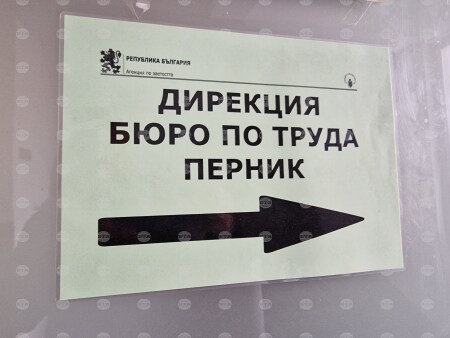 РЕПУБЛИКА БЪЛГАРИЯ
Агенция по заетостта
ДИРЕКЦИЯ
БЮРО ПО ТРУДА
ПЕРНИК